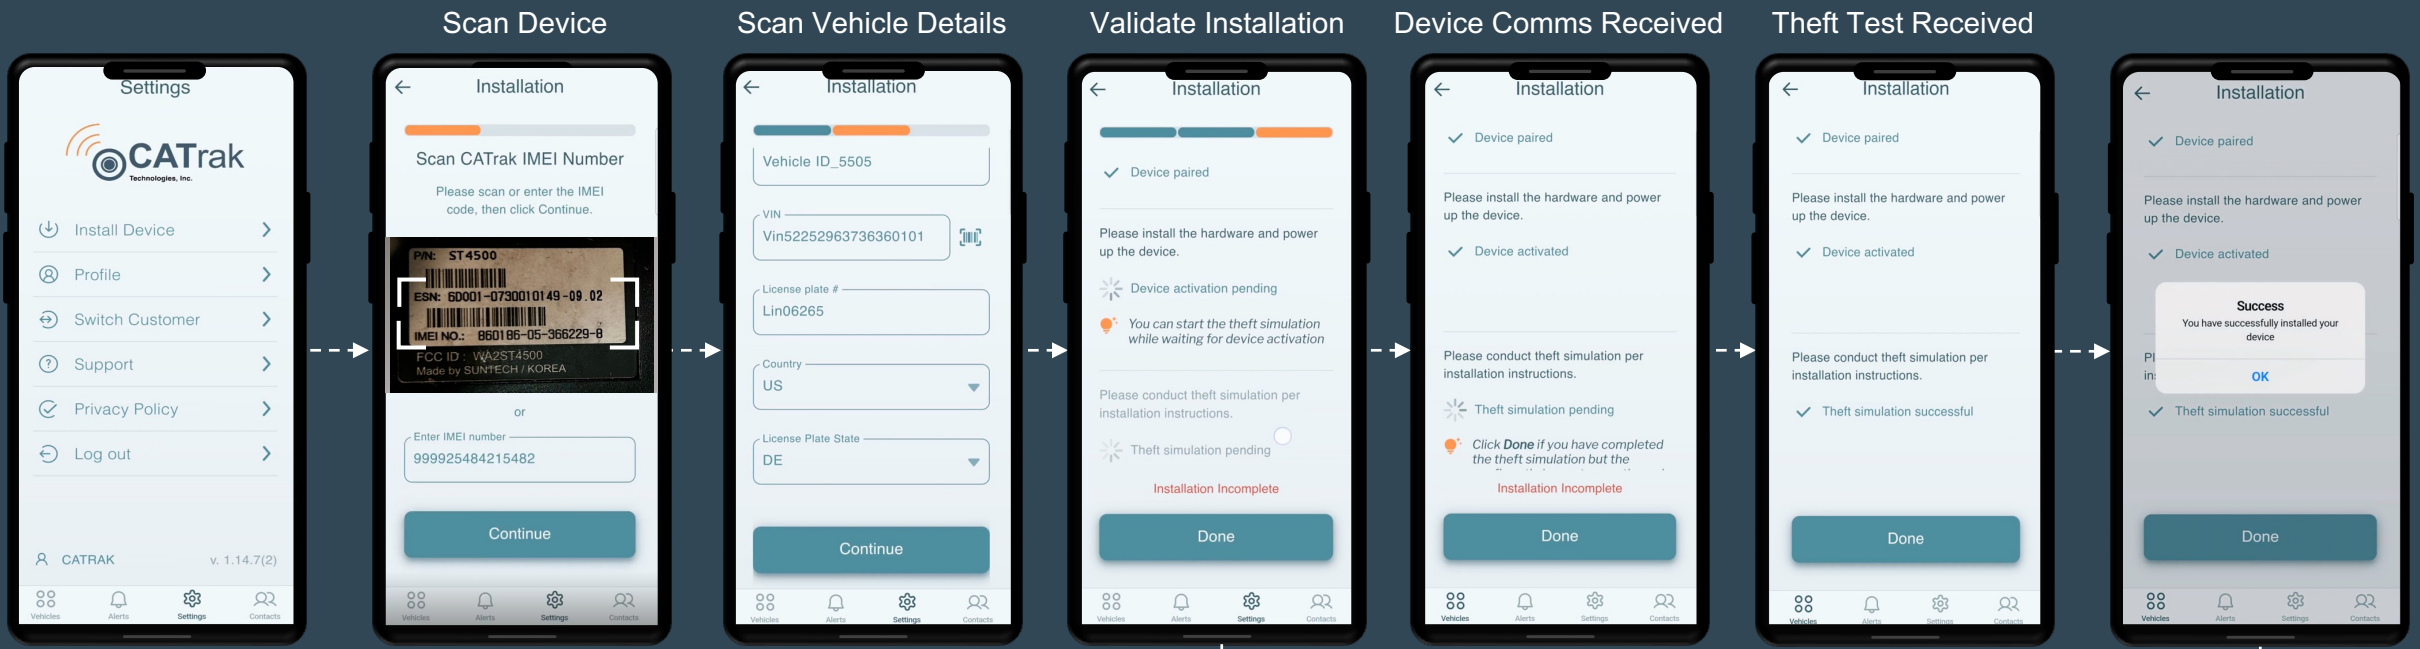 Scan Device
Scan Vehicle Details
Validate Installation
Device Comms Received
Theft Test Received
Settings
CATrak
Technologies, Inc.
Install Device
Profile
Switch Customer
Support
Privacy Policy
Log out
CATRAK
v. 1.14.7(2)
Vehicles
Alerts
Settings
Contacts
Installation
Scan CATrak IMEI Number
Please scan or enter the IMEI
code, then click Continue.
P/N: ST4500
ESN: 6D001-0730010149-09.02
IMEI NO.: 860186-05-366229-8
FCC ID : WA2ST4500
Made by SUNTECH / KOREA
or
Enter IMEI number
999925484215482
Continue
Vehicles
Alerts
Settings
Contacts
Installation
Vehicle ID_5505
VIN
Vin52252963736360101
License plate #
Lin06265
Country
US
License Plate State
DE
Continue
Vehicles
Alerts
Settings
Contacts
Installation
Device paired
Please install the hardware and power
up the device.
Device activation pending
You can start the theft simulation
while waiting for device activation
Please conduct theft simulation per
installation instructions.
Theft simulation pending
Installation Incomplete
Done
Vehicles
Alerts
Settings
Contacts
Installation
Device paired
Please install the hardware and power
up the device.
Device activated
Please conduct theft simulation per
installation instructions.
Theft simulation pending
Click Done if you have completed
the theft simulation but the
Installation Incomplete
Done
Vehicles
Alerts
Settings
Contacts
Installation
Device paired
Please install the hardware and power
up the device.
Device activated
Please conduct theft simulation per
installation instructions.
Theft simulation successful
Done
Vehicles
Alerts
Settings
Contacts
Installation
Device paired
Please install the hardware and power
up the device.
Device activated
Success
You have successfully installed your
device
Pl
in
OK
Theft simulation successful
Done
Vehicles
Alerts
Settings
Contacts